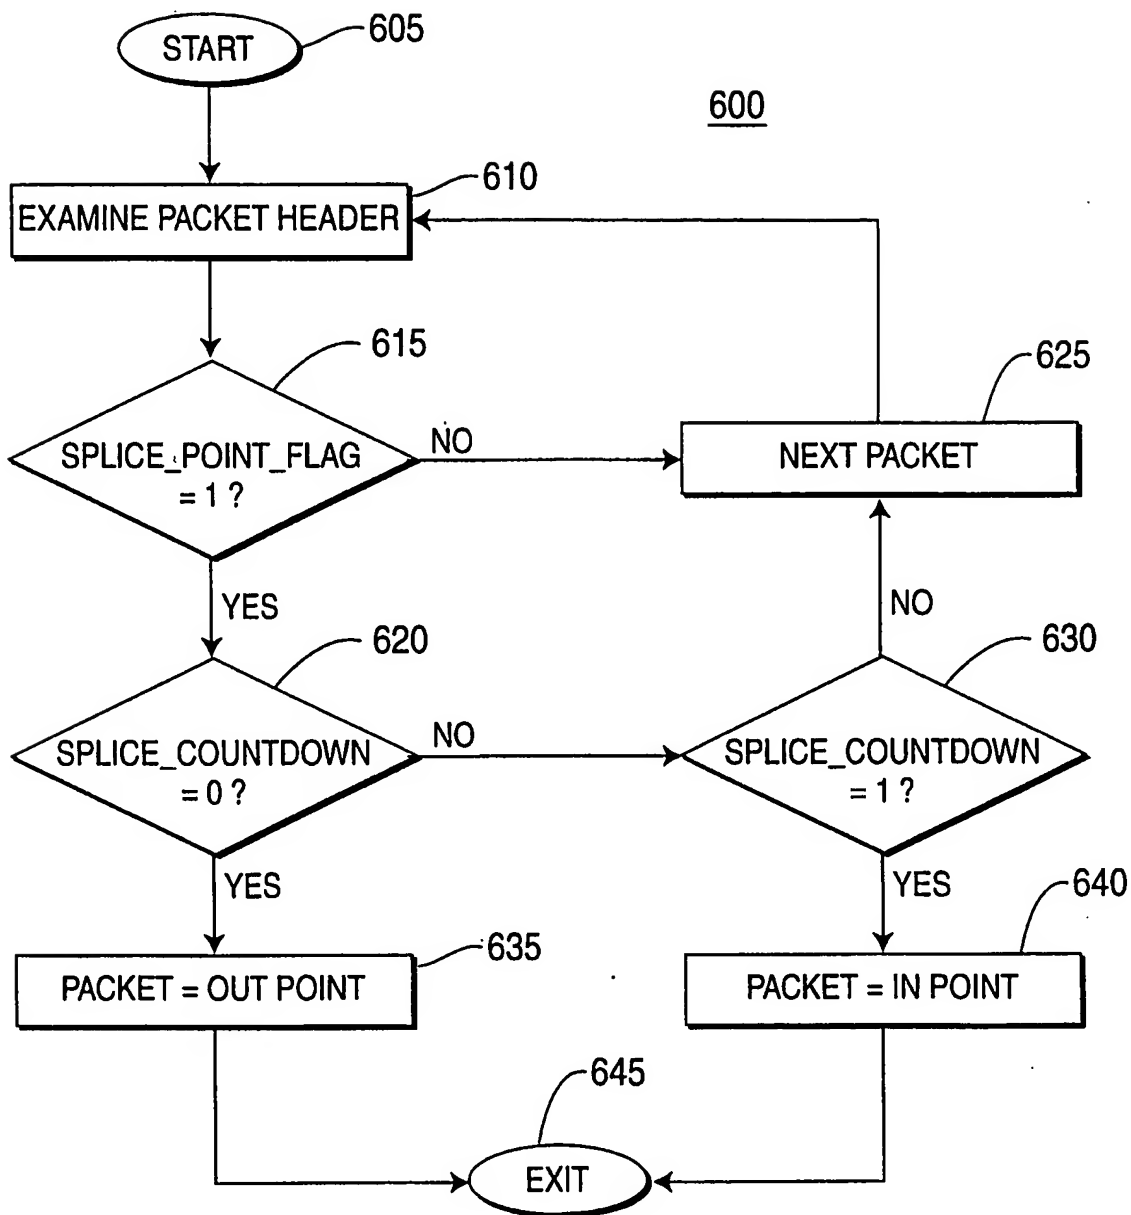 START
605
600
EXAMINE PACKET HEADER
610
615
625
SPLICE_POINT_FLAG
= 1 ?
NO
NEXT PACKET
YES
NO
620
630
SPLICE_COUNTDOWN
= 0 ?
NO
SPLICE_COUNTDOWN
= 1 ?
YES
YES
640
635
PACKET = OUT POINT
PACKET = IN POINT
645
EXIT